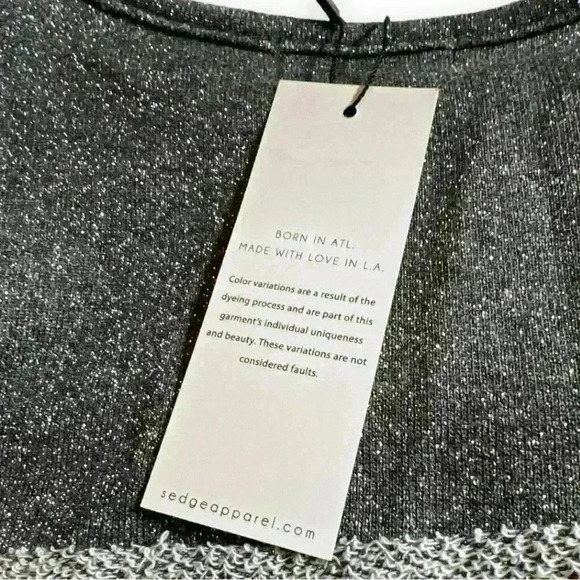 BORN IN ATL.
MADE WITH LOVE IN L.A.
Color variations are a result of the
dyeing process and are part of this
garment's individual uniqueness
and beauty. These variations are not
considered faults.
sedgeapparel.com